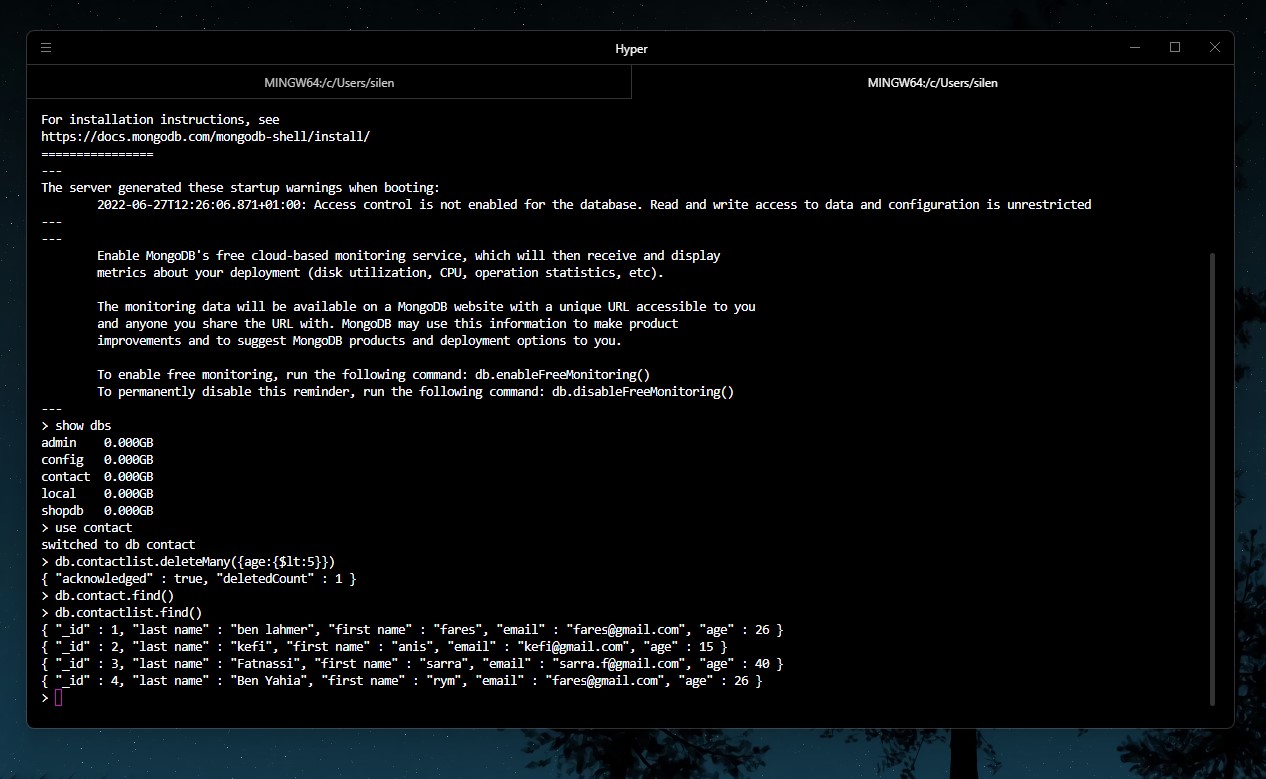 Hyper
MINGW64:/c/Users/silen
MINGW64:/c/Users/silen
For installation instructions, see
https://docs.mongodb.com/mongodb-shell/install/
================
---
The server generated these startup warnings when booting:
        2022-06-27T12:26:06.871+01:00: Access control is not enabled for the database. Read and write access to data and configuration is unrestricted
---
---
        Enable MongoDB's free cloud-based monitoring service, which will then receive and display
        metrics about your deployment (disk utilization, CPU, operation statistics, etc).

        The monitoring data will be available on a MongoDB website with a unique URL accessible to you
        and anyone you share the URL with. MongoDB may use this information to make product
        improvements and to suggest MongoDB products and deployment options to you.

        To enable free monitoring, run the following command: db.enableFreeMonitoring()
        To permanently disable this reminder, run the following command: db.disableFreeMonitoring()
---
> show dbs
admin    0.000GB
config   0.000GB
contact  0.000GB
local    0.000GB
shopdb   0.000GB
> use contact
switched to db contact
> db.contactlist.deleteMany({age:{$lt:5}})
{ "acknowledged" : true, "deletedCount" : 1 }
> db.contact.find()
> db.contactlist.find()
{ "_id" : 1, "last name" : "ben lahmer", "first name" : "fares", "email" : "fares@gmail.com", "age" : 26 }
{ "_id" : 2, "last name" : "kefi", "first name" : "anis", "email" : "kefi@gmail.com", "age" : 15 }
{ "_id" : 3, "last name" : "Fatnassi", "first name" : "sarra", "email" : "sarra.f@gmail.com", "age" : 40 }
{ "_id" : 4, "last name" : "Ben Yahia", "first name" : "rym", "email" : "fares@gmail.com", "age" : 26 }
>